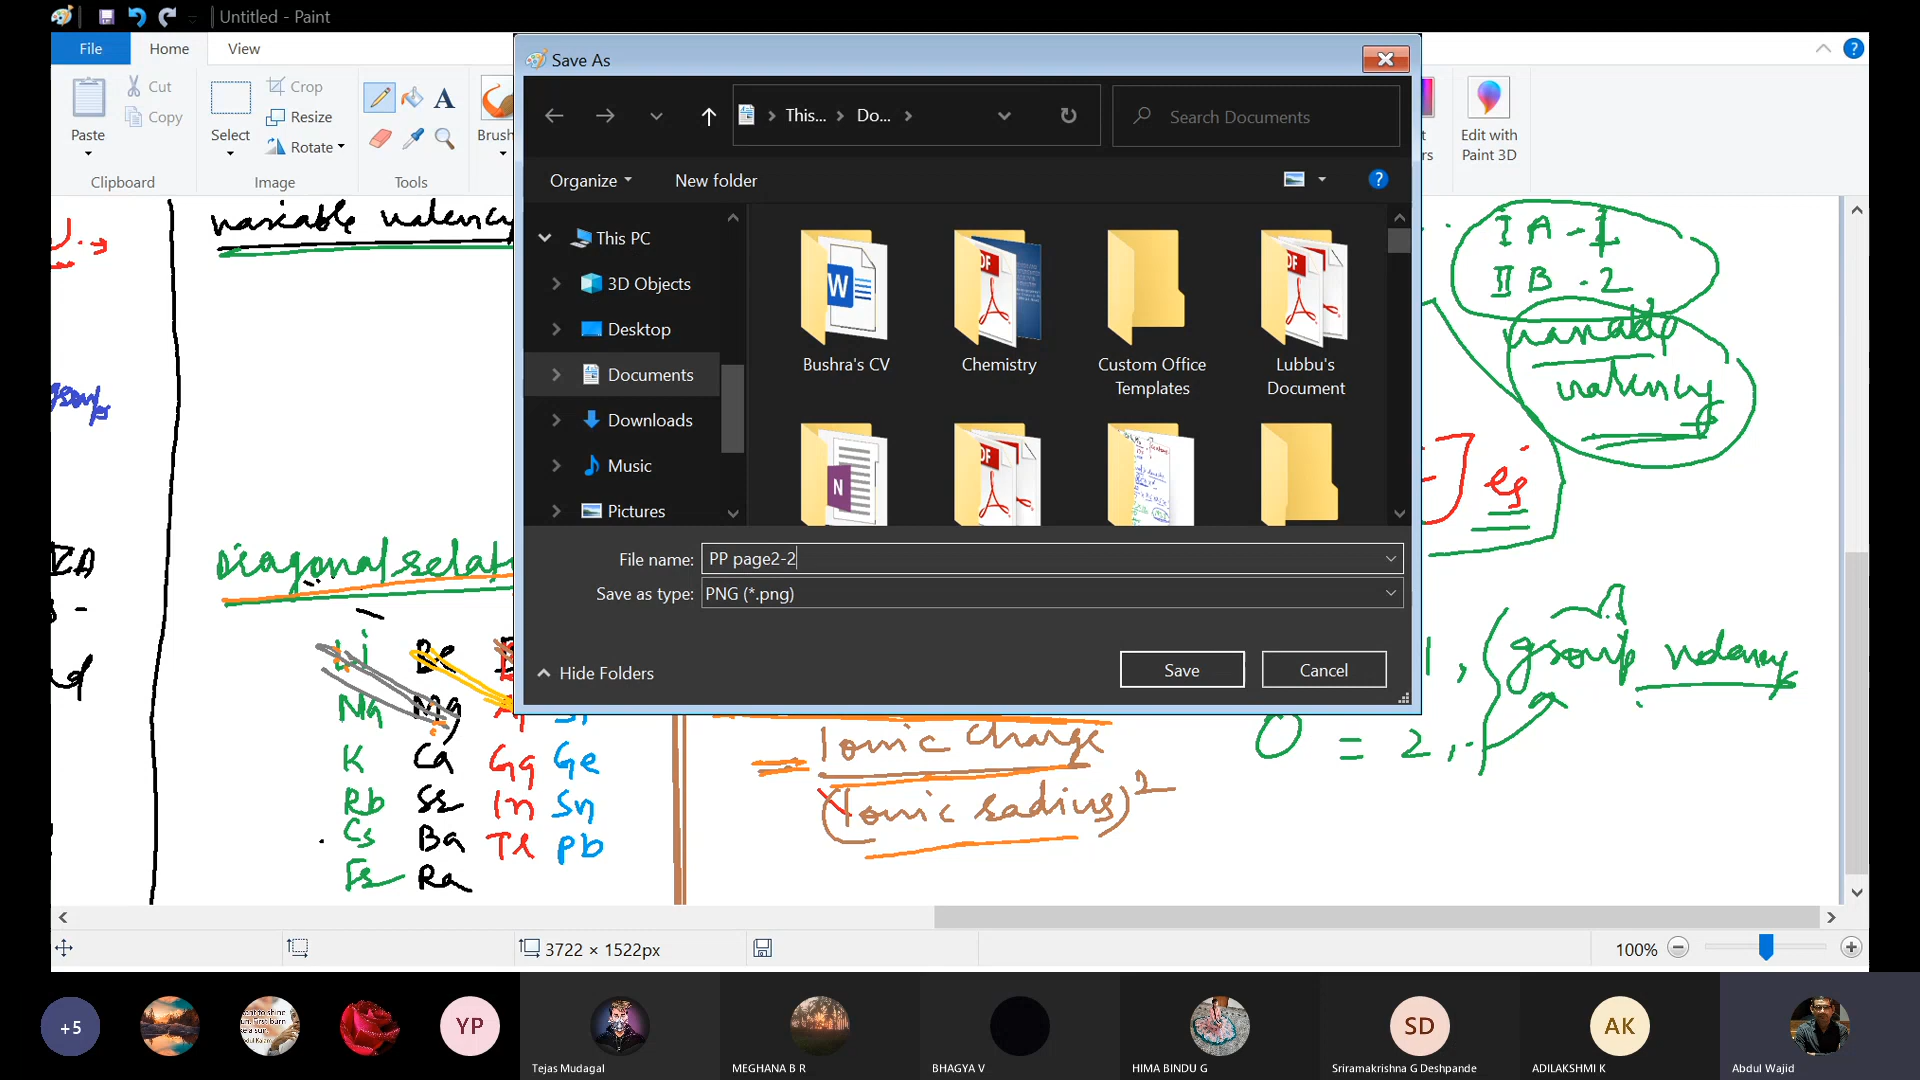 Untitled - Paint
File
Home
View
Paste
Cut
Copy
Clipboard
Select
Crop
Resize
Rotate
Image
Tools
Brush
Edit with
Paint 3D
Save As
This...
Do...
Search Documents
Organize
New folder
This PC
3D Objects
Desktop
Documents
Downloads
Music
Pictures
Bushra's CV
Chemistry
Custom Office
Templates
Lubbu's
Document
File name:
PP page2-2
Save as type:
PNG (*.png)
Hide Folders
Save
Cancel
variable valency
I A - 1
II B - 2
variable
valency
Diagonal relat
Li Be
Na Mg
K Ca Ga Ge
Rb Sr In Sn
Cs Ba Tl Pb
Fr Ra
Ionic charge
(Ionic radius)2
1, group valency
O = 2,
3722 × 1522px
100%
+5
YP
SD
AK
Tejas Mudagal
MEGHANA B R
BHAGYA V
HIMA BINDU G
Sriramakrishna G Deshpande
ADILAKSHMI K
Abdul Wajid